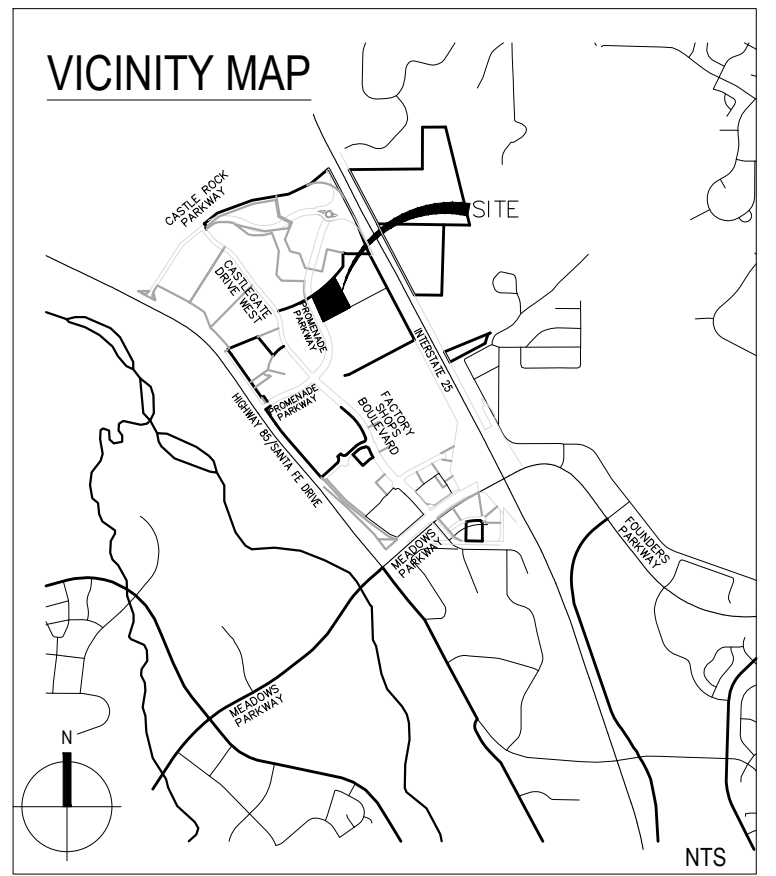 VICINITY MAP
CASTLE ROCK
PARKWAY
SITE
CASTLEGATE
DRIVE WEST
PROMENADE
PARKWAY
INTERSTATE 25
PROMENADE
PARKWAY
FACTORY
SHOPS
BOULEVARD
HIGHWAY 85/SANTA FE DRIVE
MEADOWS
PARKWAY
FOUNDERS
PARKWAY
MEADOWS
PARKWAY
N
NTS